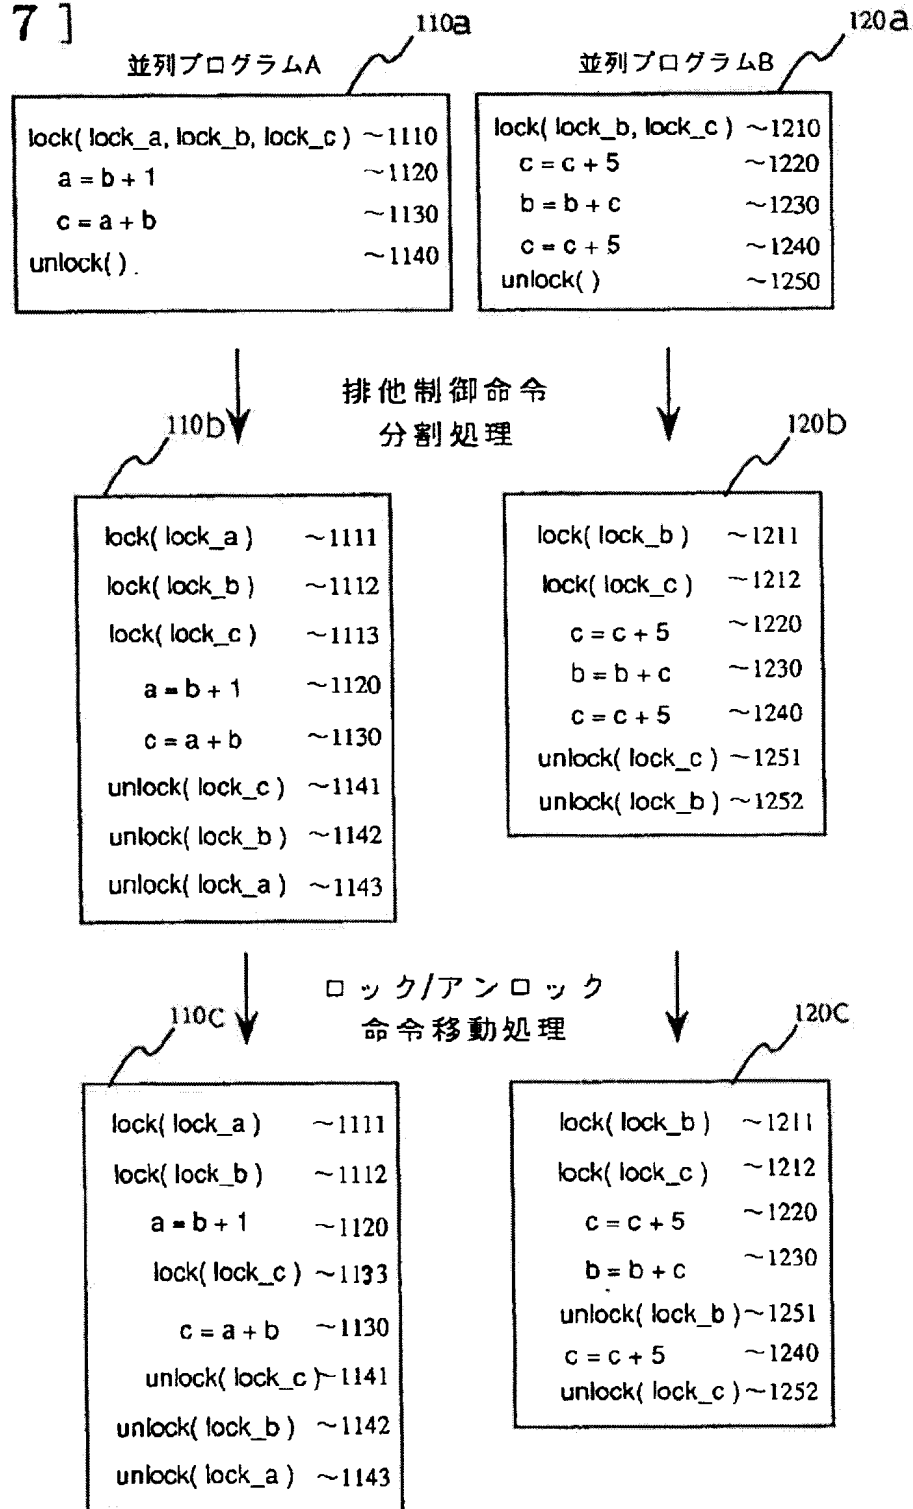 7 ]
110a
120a
並列プログラムA
並列プログラムB
lock( lock_a, lock_b, lock_c ) ~1110
a = b + 1 ~1120
c = a + b ~1130
unlock( ) ~1140
lock( lock_b, lock_c ) ~1210
c = c + 5 ~1220
b = b + c ~1230
c = c + 5 ~1240
unlock( ) ~1250
排他制御命令
分割処理
110b
120b
lock( lock_a ) ~1111
lock( lock_b ) ~1112
lock( lock_c ) ~1113
a = b + 1 ~1120
c = a + b ~1130
unlock( lock_c ) ~1141
unlock( lock_b ) ~1142
unlock( lock_a ) ~1143
lock( lock_b ) ~1211
lock( lock_c ) ~1212
c = c + 5 ~1220
b = b + c ~1230
c = c + 5 ~1240
unlock( lock_c ) ~1251
unlock( lock_b ) ~1252
ロック/アンロック
命令移動処理
110C
120C
lock( lock_a ) ~1111
lock( lock_b ) ~1112
a = b + 1 ~1120
lock( lock_c ) ~1133
c = a + b ~1130
unlock( lock_c ) ~1141
unlock( lock_b ) ~1142
unlock( lock_a ) ~1143
lock( lock_b ) ~1211
lock( lock_c ) ~1212
c = c + 5 ~1220
b = b + c ~1230
unlock( lock_b ) ~1251
c = c + 5 ~1240
unlock( lock_c ) ~1252